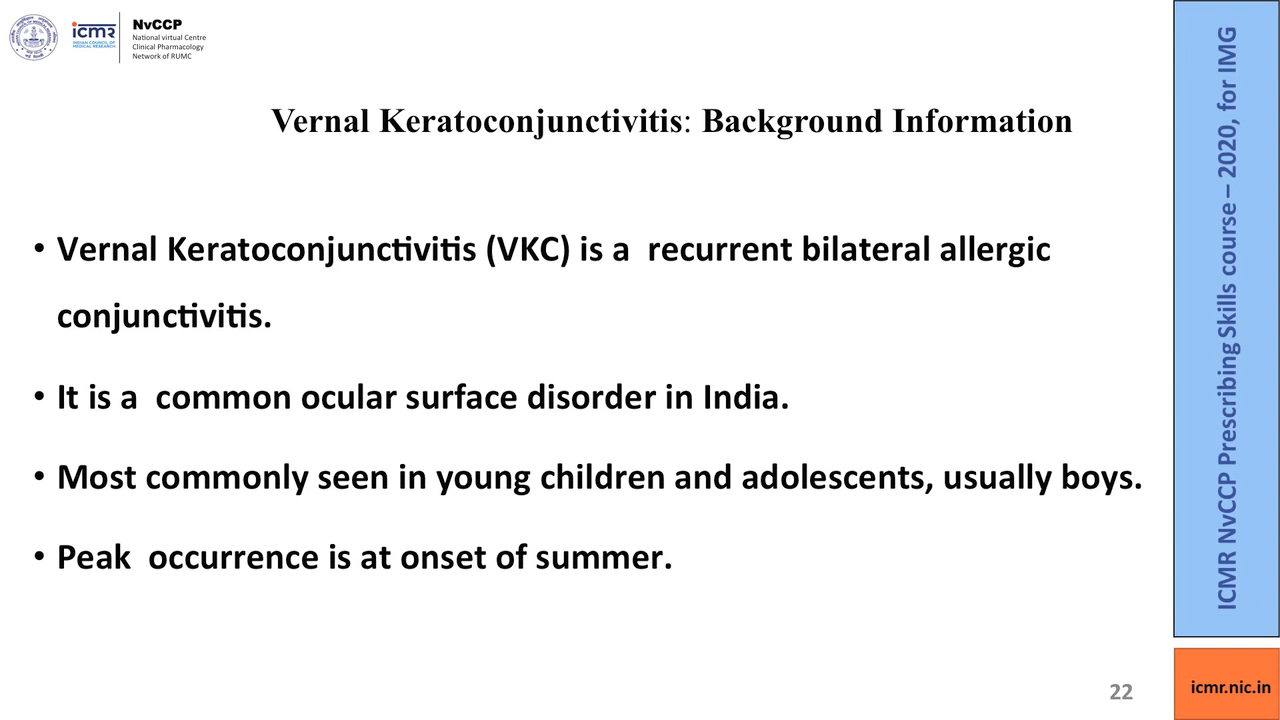 icmr
INDIAN COUNCIL OF
MEDICAL RESEARCH
NvCCP
National virtual Centre
Clinical Pharmacology
Network of RUMC
Vernal Keratoconjunctivitis: Background Information
• Vernal Keratoconjunctivitis (VKC) is a  recurrent bilateral allergic
conjunctivitis.
• It is a  common ocular surface disorder in India.
• Most commonly seen in young children and adolescents, usually boys.
• Peak  occurrence is at onset of summer.
22
ICMR NvCCP Prescribing Skills course – 2020, for IMG
icmr.nic.in